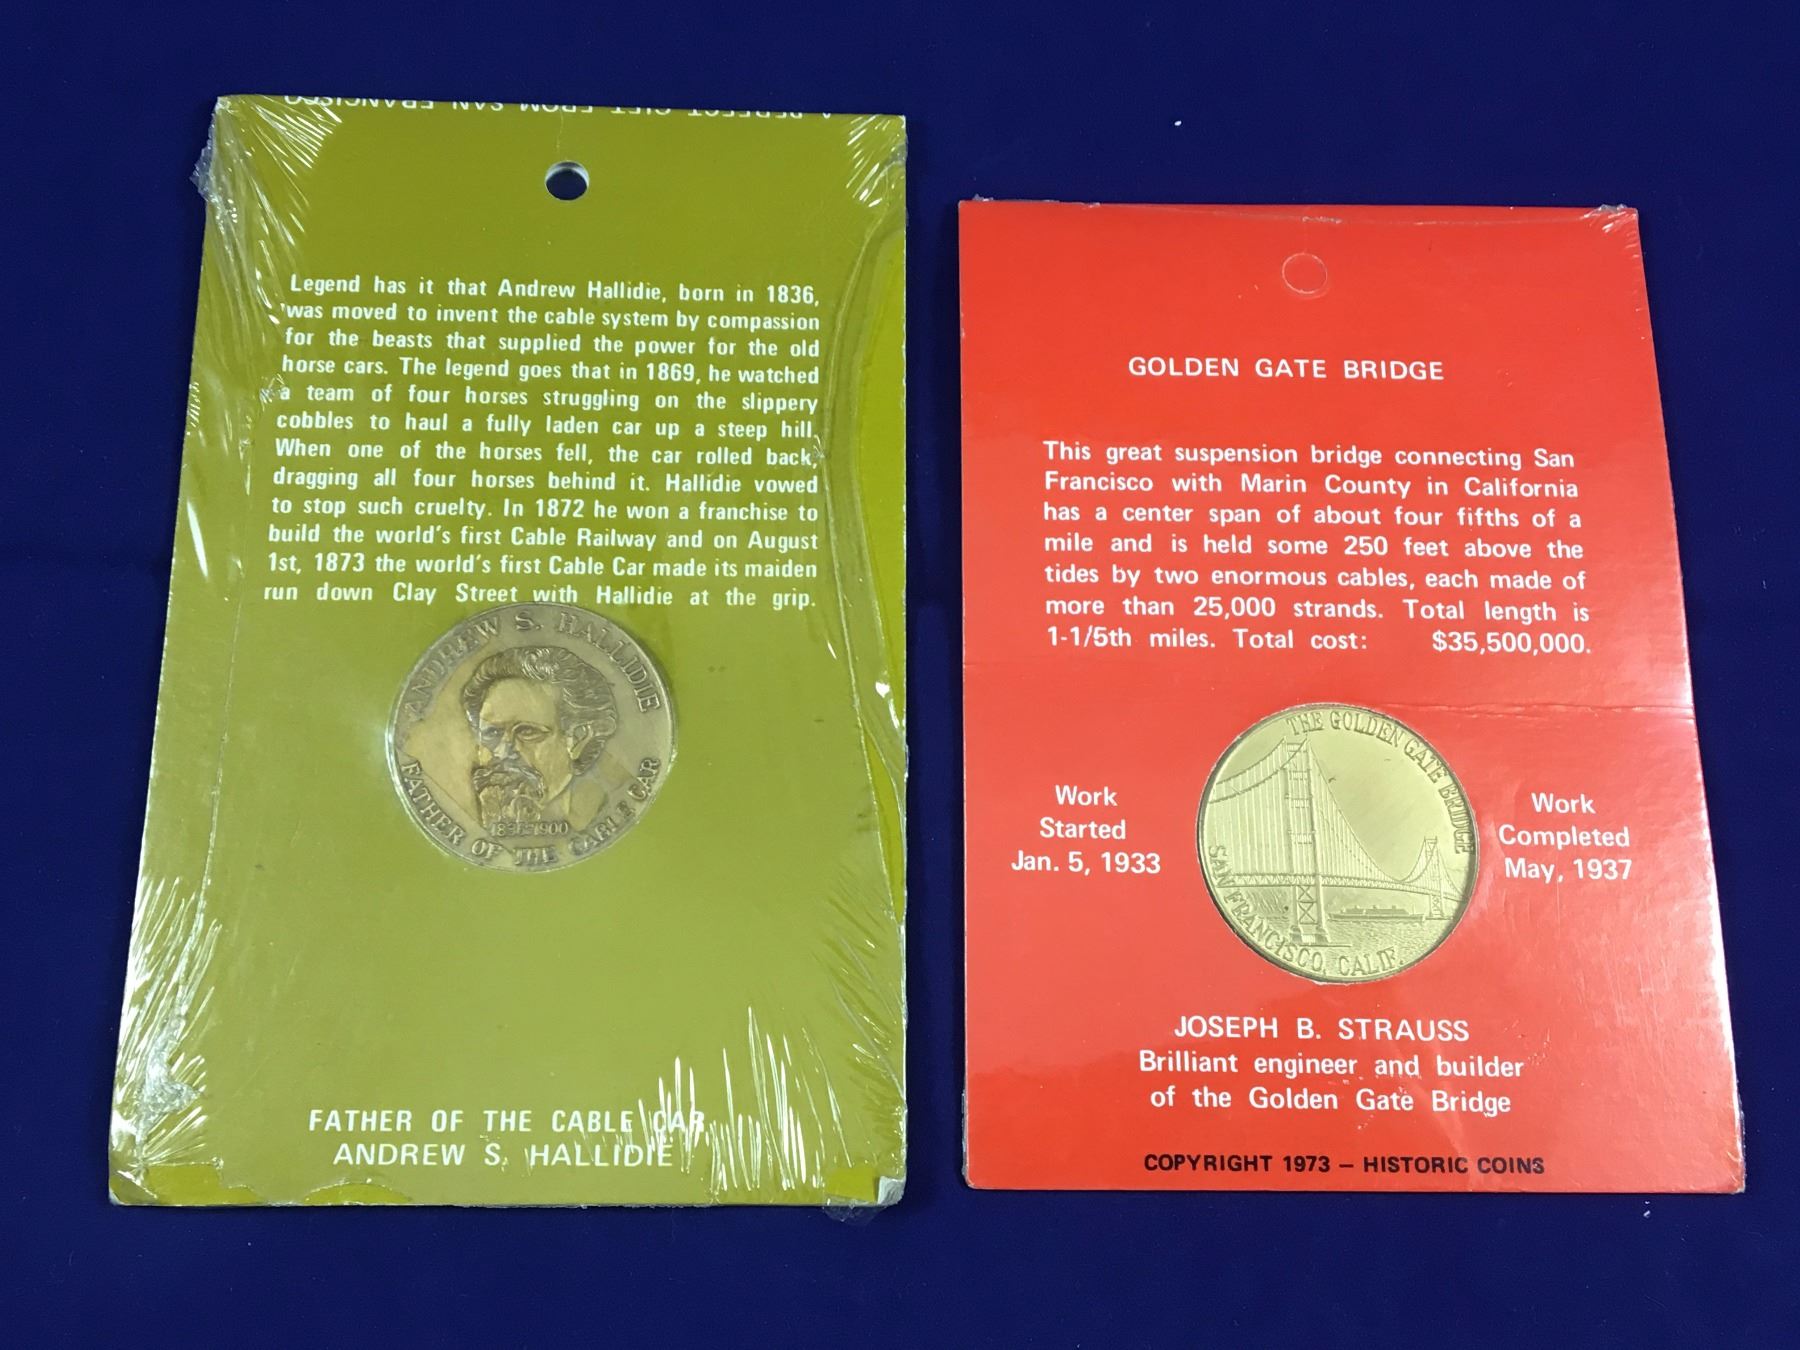 A PERFECT GIFT FROM SAN FRANCISCO
Legend has it that Andrew Hallidie, born in 1836,
was moved to invent the cable system by compassion
for the beasts that supplied the power for the old
horse cars. The legend goes that in 1869, he watched
a team of four horses struggling on the slippery
cobbles to haul a fully laden car up a steep hill.
When one of the horses fell, the car rolled back,
dragging all four horses behind it. Hallidie vowed
to stop such cruelty. In 1872 he won a franchise to
build the world's first Cable Railway and on August
1st, 1873 the world's first Cable Car made its maiden
run down Clay Street with Hallidie at the grip.
ANDREW S. HALLIDIE
1836-1900
FATHER OF THE CABLE CAR
FATHER OF THE CABLE CAR
ANDREW S. HALLIDIE
GOLDEN GATE BRIDGE
This great suspension bridge connecting San
Francisco with Marin County in California
has a center span of about four fifths of a
mile and is held some 250 feet above the
tides by two enormous cables, each made of
more than 25,000 strands. Total length is
1-1/5th miles. Total cost: $35,500,000.
Work
Started
Jan. 5, 1933
THE GOLDEN GATE BRIDGE
SAN FRANCISCO, CALIF.
Work
Completed
May, 1937
JOSEPH B. STRAUSS
Brilliant engineer and builder
of the Golden Gate Bridge
COPYRIGHT 1973 – HISTORIC COINS